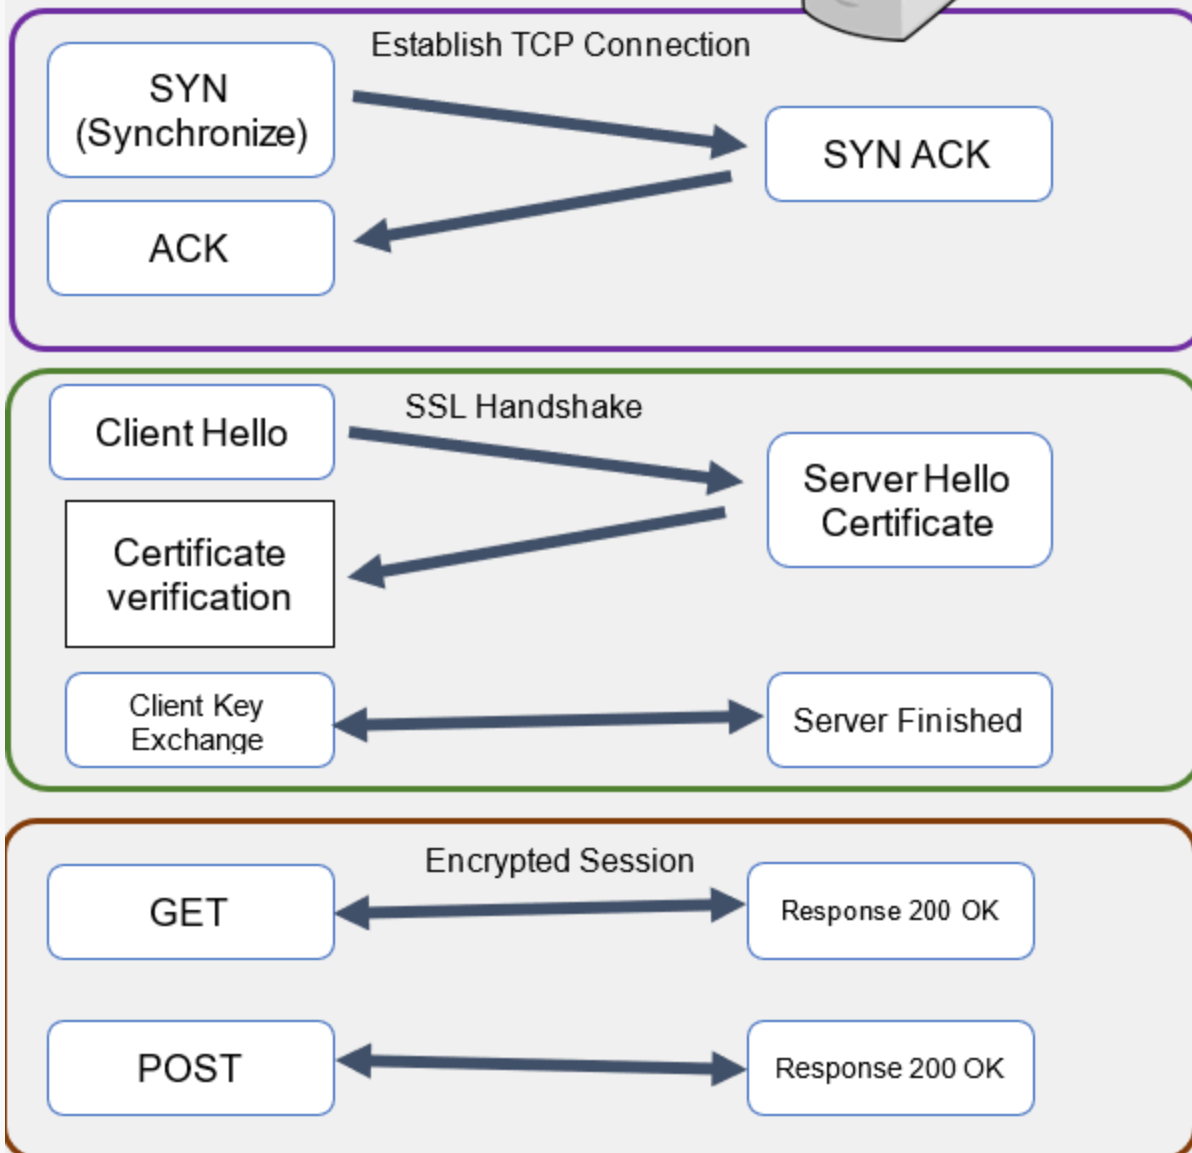 Establish TCP Connection
SYN
(Synchronize)
SYN ACK
ACK
SSL Handshake
Client Hello
Server Hello
Certificate
Certificate
verification
Client Key
Exchange
Server Finished
Encrypted Session
GET
Response 200 OK
POST
Response 200 OK